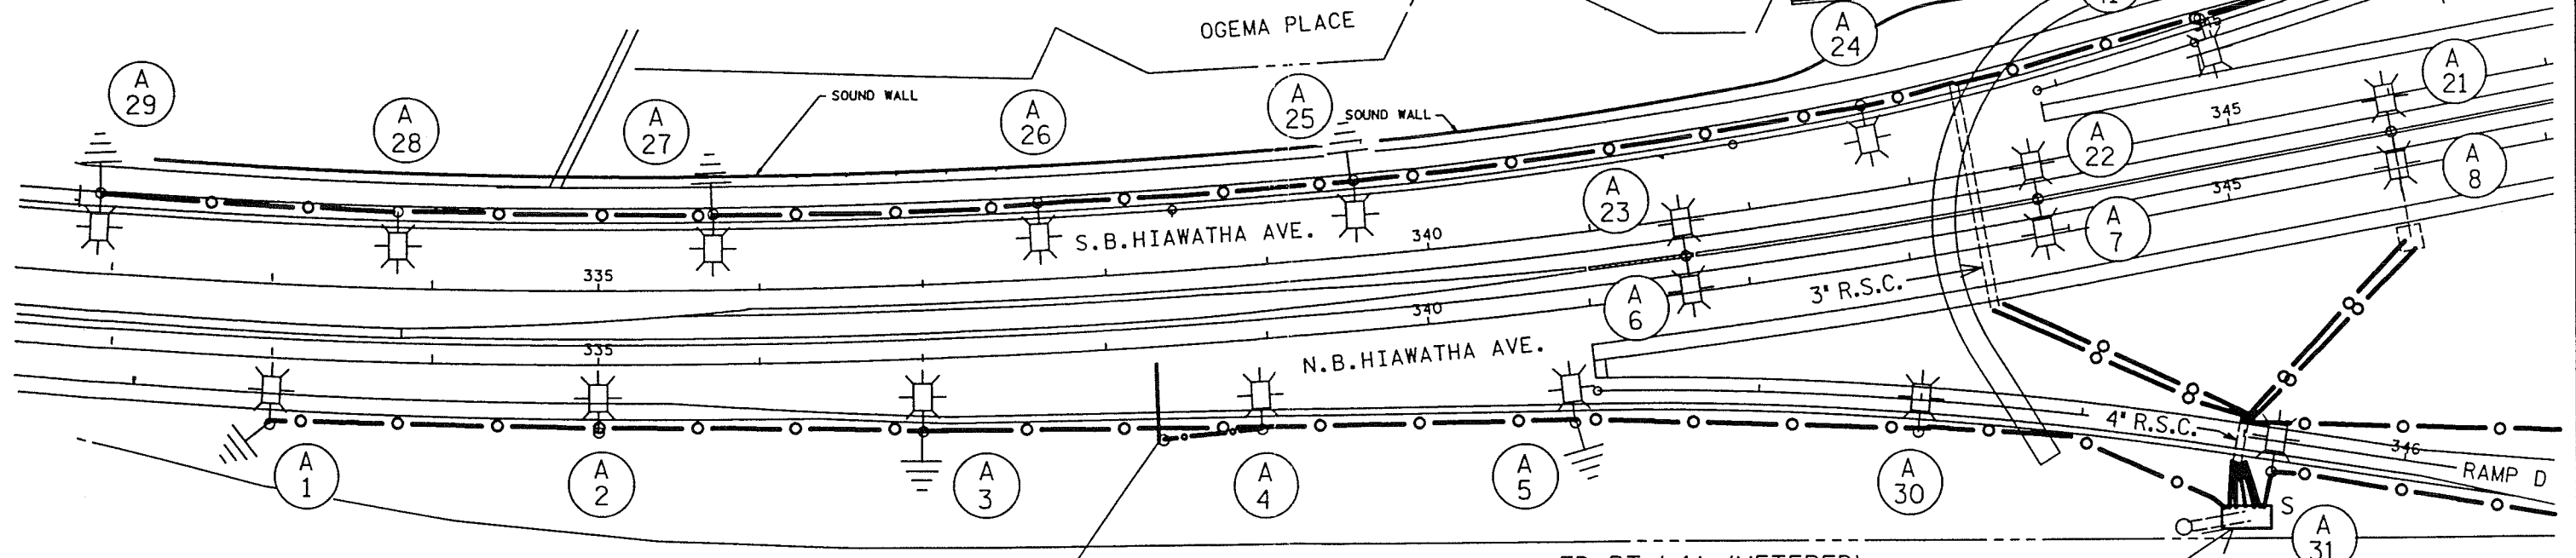 OGEMA PLACE
A
24
A
29
A
28
A
27
SOUND WALL
A
26
A
25
SOUND WALL
A
21
345
A
22
A
8
345
A
23
A
7
S.B.HIAWATHA AVE.
340
335
3" R.S.C.
A
6
340
335
N.B.HIAWATHA AVE.
4" R.S.C.
346
RAMP D
A
1
A
2
A
3
A
4
A
5
A
30
S
A
31